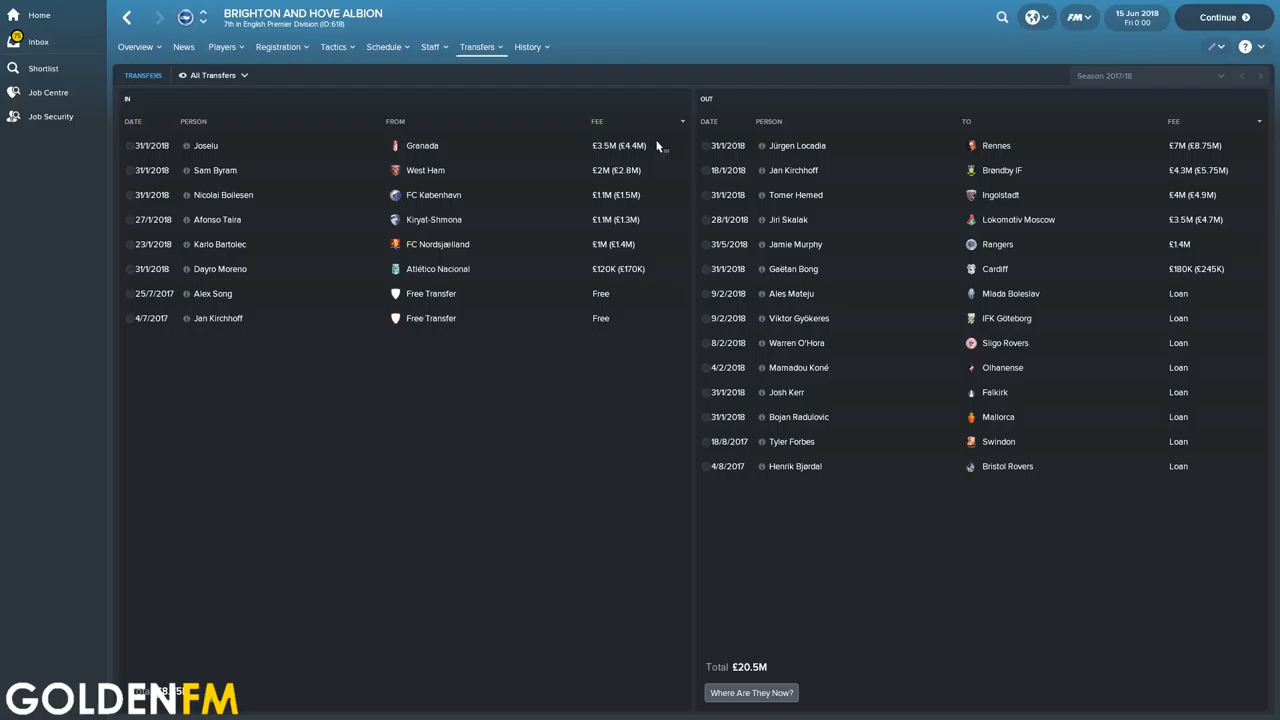 Home
Inbox
75
Shortlist
Job Centre
Job Security
BRIGHTON AND HOVE ALBION
7th in English Premier Division (ID:618)
FM
15 Jun 2018
Fri 0:00
Continue
Overview News Players Registration Tactics Schedule Staff Transfers History
?
TRANSFERS All Transfers Season 2017/18
IN
DATE PERSON FROM FEE
31/1/2018 Joselu Granada £3.5M (£4.4M)
31/1/2018 Sam Byram West Ham £2M (£2.8M)
31/1/2018 Nicolai Boilesen FC København £1.1M (£1.5M)
27/1/2018 Afonso Taira Kiryat-Shmona £1.1M (£1.3M)
23/1/2018 Karlo Bartolec FC Nordsjælland £1M (£1.4M)
31/1/2018 Dayro Moreno Atlético Nacional £120K (£170K)
25/7/2017 Alex Song Free Transfer Free
4/7/2017 Jan Kirchhoff Free Transfer Free
OUT
DATE PERSON TO FEE
31/1/2018 Jürgen Locadia Rennes £7M (£8.75M)
18/1/2018 Jan Kirchhoff Brøndby IF £4.3M (£5.75M)
31/1/2018 Tomer Hemed Ingolstadt £4M (£4.9M)
28/1/2018 Jiri Skalak Lokomotiv Moscow £3.5M (£4.7M)
31/5/2018 Jamie Murphy Rangers £1.4M
31/1/2018 Gaëtan Bong Cardiff £180K (£245K)
9/2/2018 Ales Mateju Mlada Boleslav Loan
9/2/2018 Viktor Gyökeres IFK Göteborg Loan
8/2/2018 Warren O'Hora Sligo Rovers Loan
4/2/2018 Mamadou Koné Olhanense Loan
31/1/2018 Josh Kerr Falkirk Loan
31/1/2018 Bojan Radulovic Mallorca Loan
18/8/2017 Tyler Forbes Swindon Loan
4/8/2017 Henrik Bjørdal Bristol Rovers Loan
Total £20.5M
Where Are They Now?
GOLDENFM